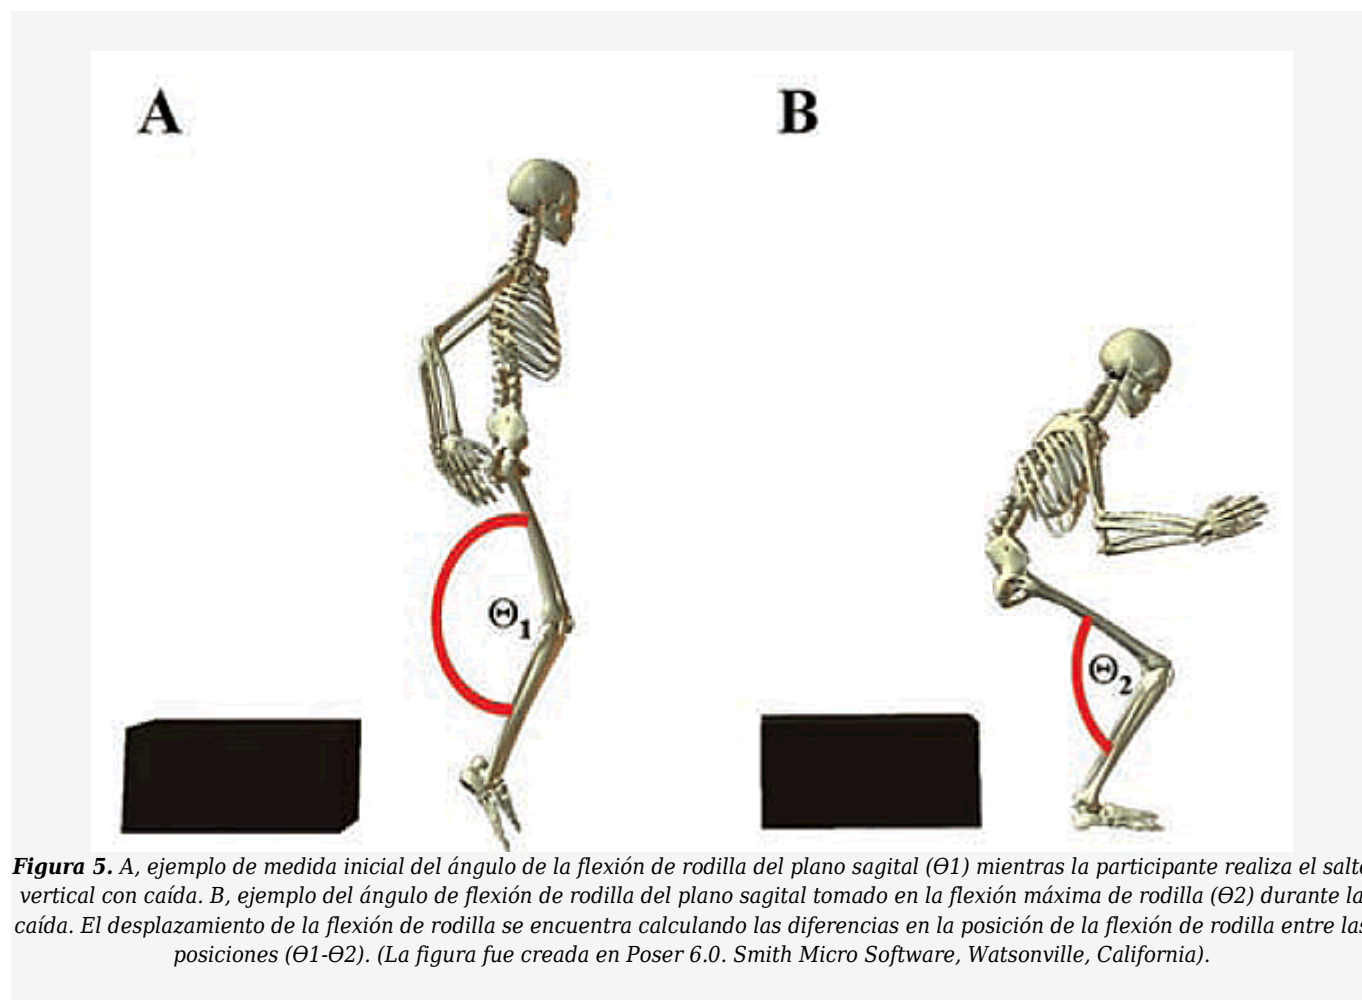 A
B
Θ1
Θ2
Figura 5. A, ejemplo de medida inicial del ángulo de la flexión de rodilla del plano sagital (Θ1) mientras la participante realiza el salto
vertical con caída. B, ejemplo del ángulo de flexión de rodilla del plano sagital tomado en la flexión máxima de rodilla (Θ2) durante la
caída. El desplazamiento de la flexión de rodilla se encuentra calculando las diferencias en la posición de la flexión de rodilla entre las
posiciones (Θ1-Θ2). (La figura fue creada en Poser 6.0. Smith Micro Software, Watsonville, California).